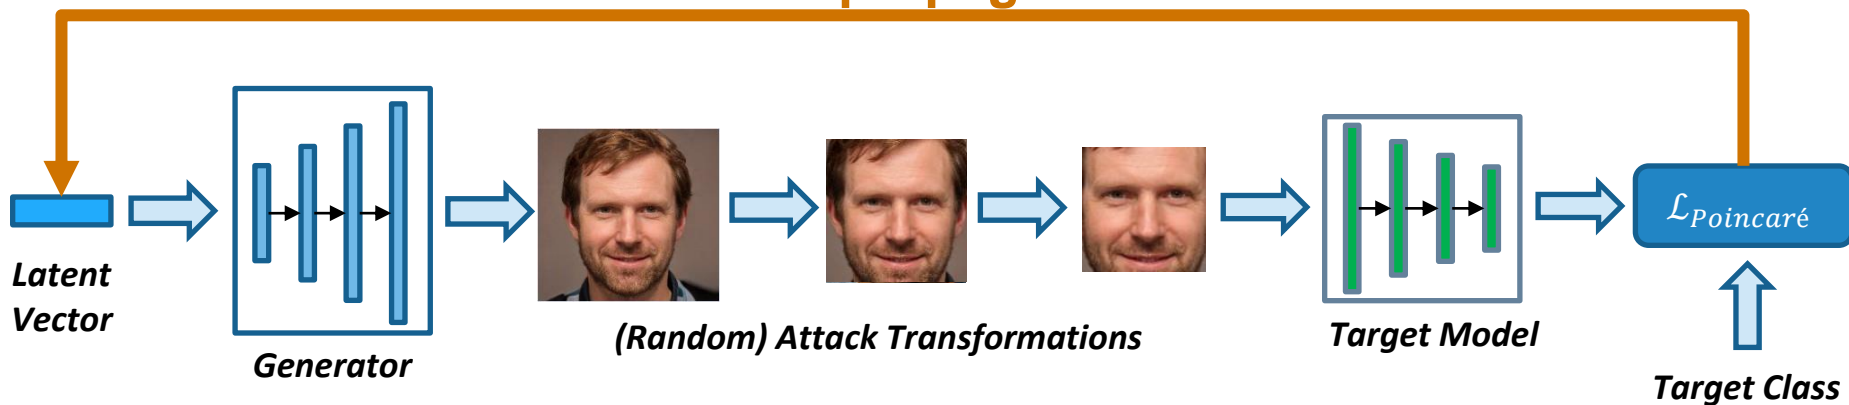 Latent
Vector
Generator
(Random) Attack Transformations
Target Model
ℒPoincaré
Target Class